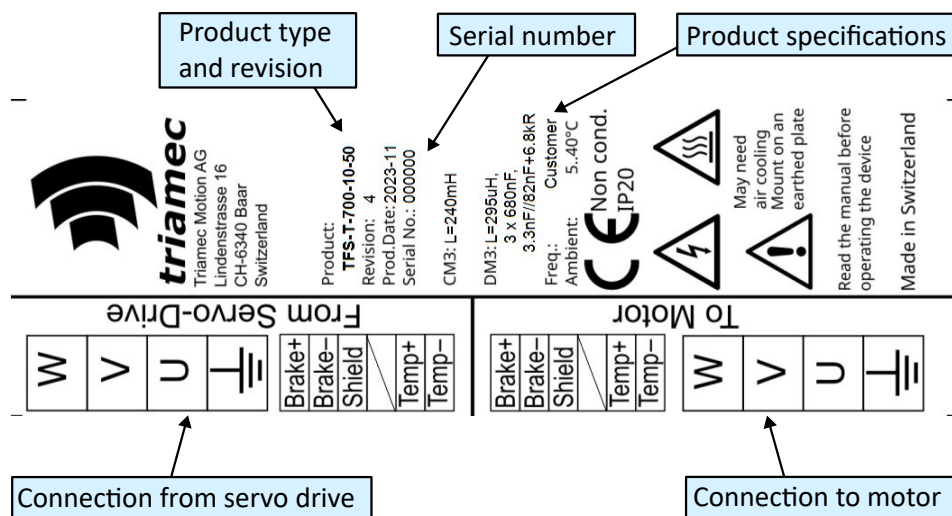 Product type
and revision
Serial number
Product specifications
triamec
Triamec Motion AG
Lindenstrasse 16
CH-6340 Baar
Switzerland
Product:
TFS-T-700-10-50
Revision: 4
Prod.Date: 2023-11
Serial No.: 000000
CM3: L=240mH
DM3: L=295uH,
3 x 680nF,
3.3nF//82nF+6.8kR
Freq.: Customer
Ambient: 5..40°C
CE Non cond.
IP20
May need
air cooling
Mount on an
earthed plate
Read the manual before
operating the device
Made in Switzerland
From Servo-Drive
To Motor
W
V
U
Brake+
Brake-
Shield
Temp+
Temp-
Brake+
Brake-
Shield
Temp+
Temp-
W
V
U
Connection from servo drive
Connection to motor